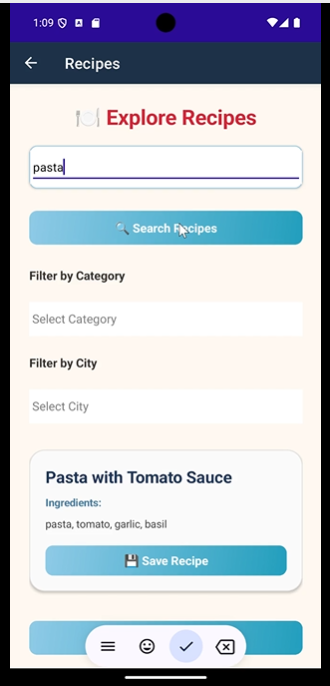 1:09
Recipes
🍽️ Explore Recipes
pasta
🔍 Search Recipes
Filter by Category
Select Category
Filter by City
Select City
Pasta with Tomato Sauce
Ingredients:
pasta, tomato, garlic, basil
💾 Save Recipe